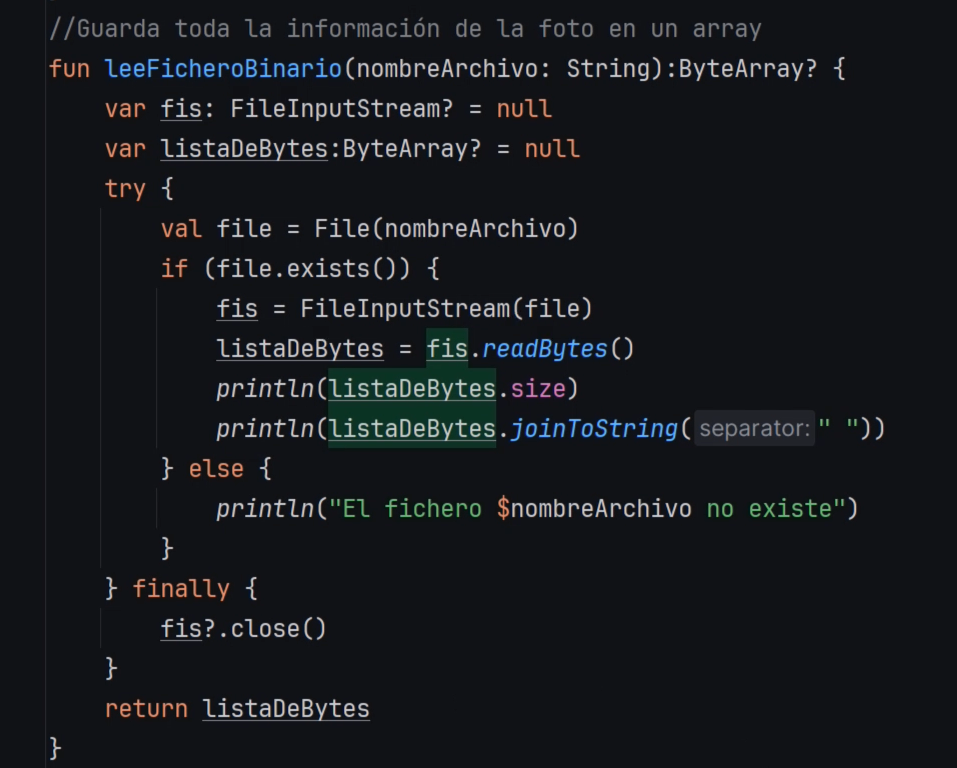 //Guarda toda la información de la foto en un array
fun leeFicheroBinario(nombreArchivo: String):ByteArray? {
    var fis: FileInputStream? = null
    var listaDeBytes:ByteArray? = null
    try {
        val file = File(nombreArchivo)
        if (file.exists()) {
            fis = FileInputStream(file)
            listaDeBytes = fis.readBytes()
            println(listaDeBytes.size)
            println(listaDeBytes.joinToString( separator: " "))
        } else {
            println("El fichero $nombreArchivo no existe")
        }
    } finally {
        fis?.close()
    }
    return listaDeBytes
}